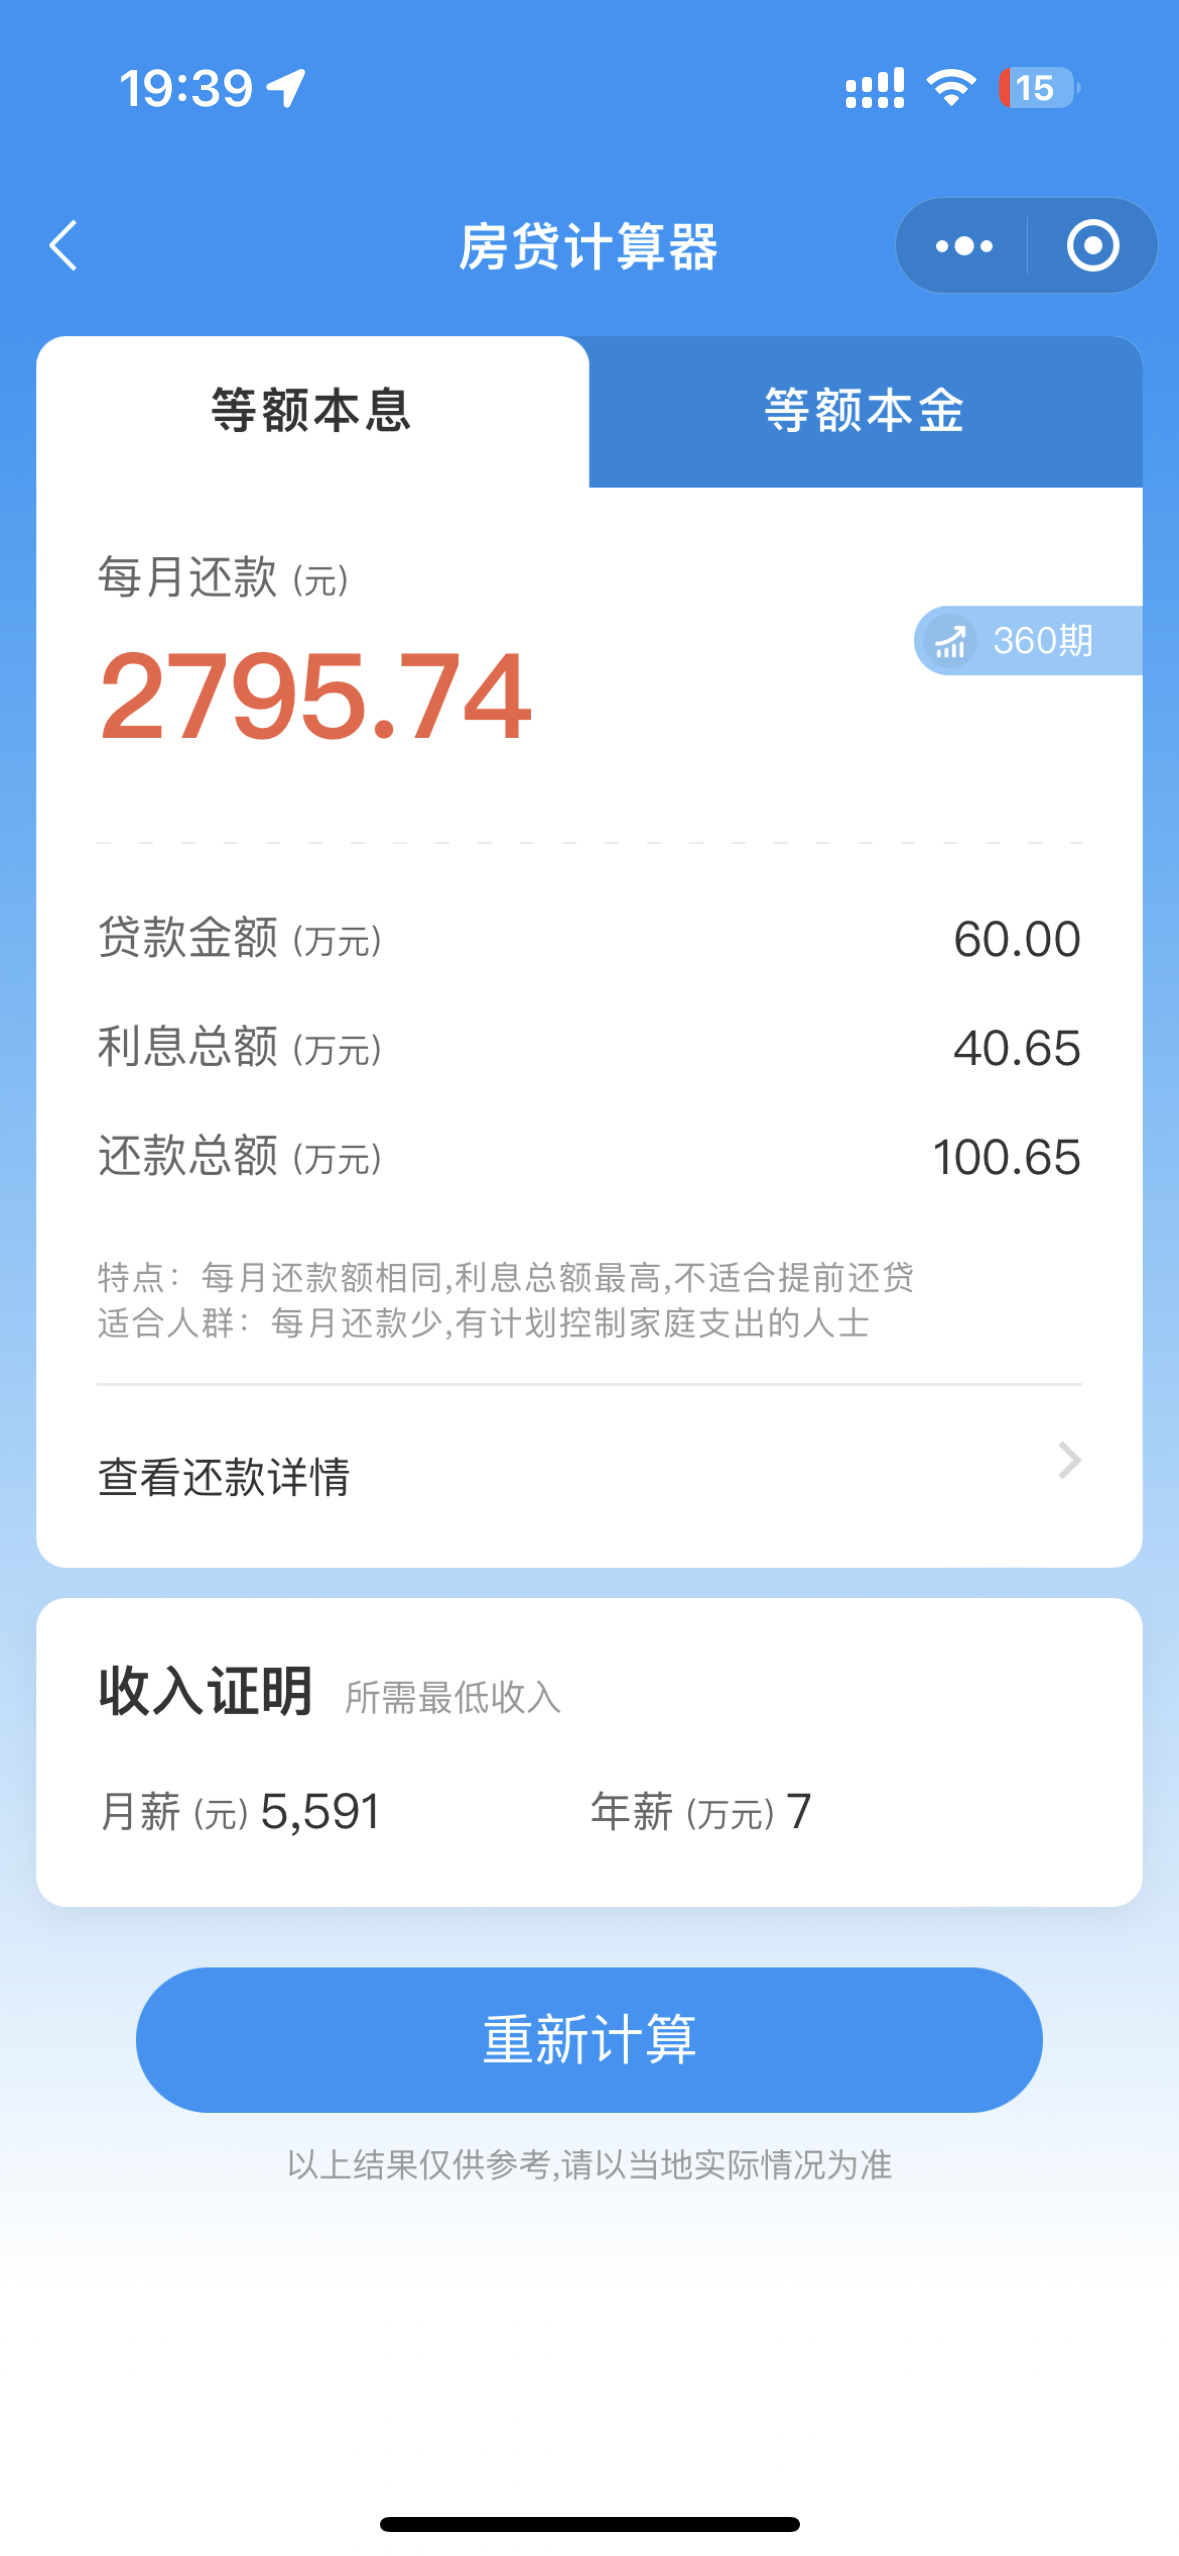 19:39
15
房贷计算器
等额本息 等额本金
每月还款 (元)
360期
2795.74
贷款金额 (万元) 60.00
利息总额 (万元) 40.65
还款总额 (万元) 100.65
特点：每月还款额相同,利息总额最高,不适合提前还贷
适合人群：每月还款少,有计划控制家庭支出的人士
查看还款详情
收入证明 所需最低收入
月薪 (元) 5,591 年薪 (万元) 7
重新计算
以上结果仅供参考,请以当地实际情况为准